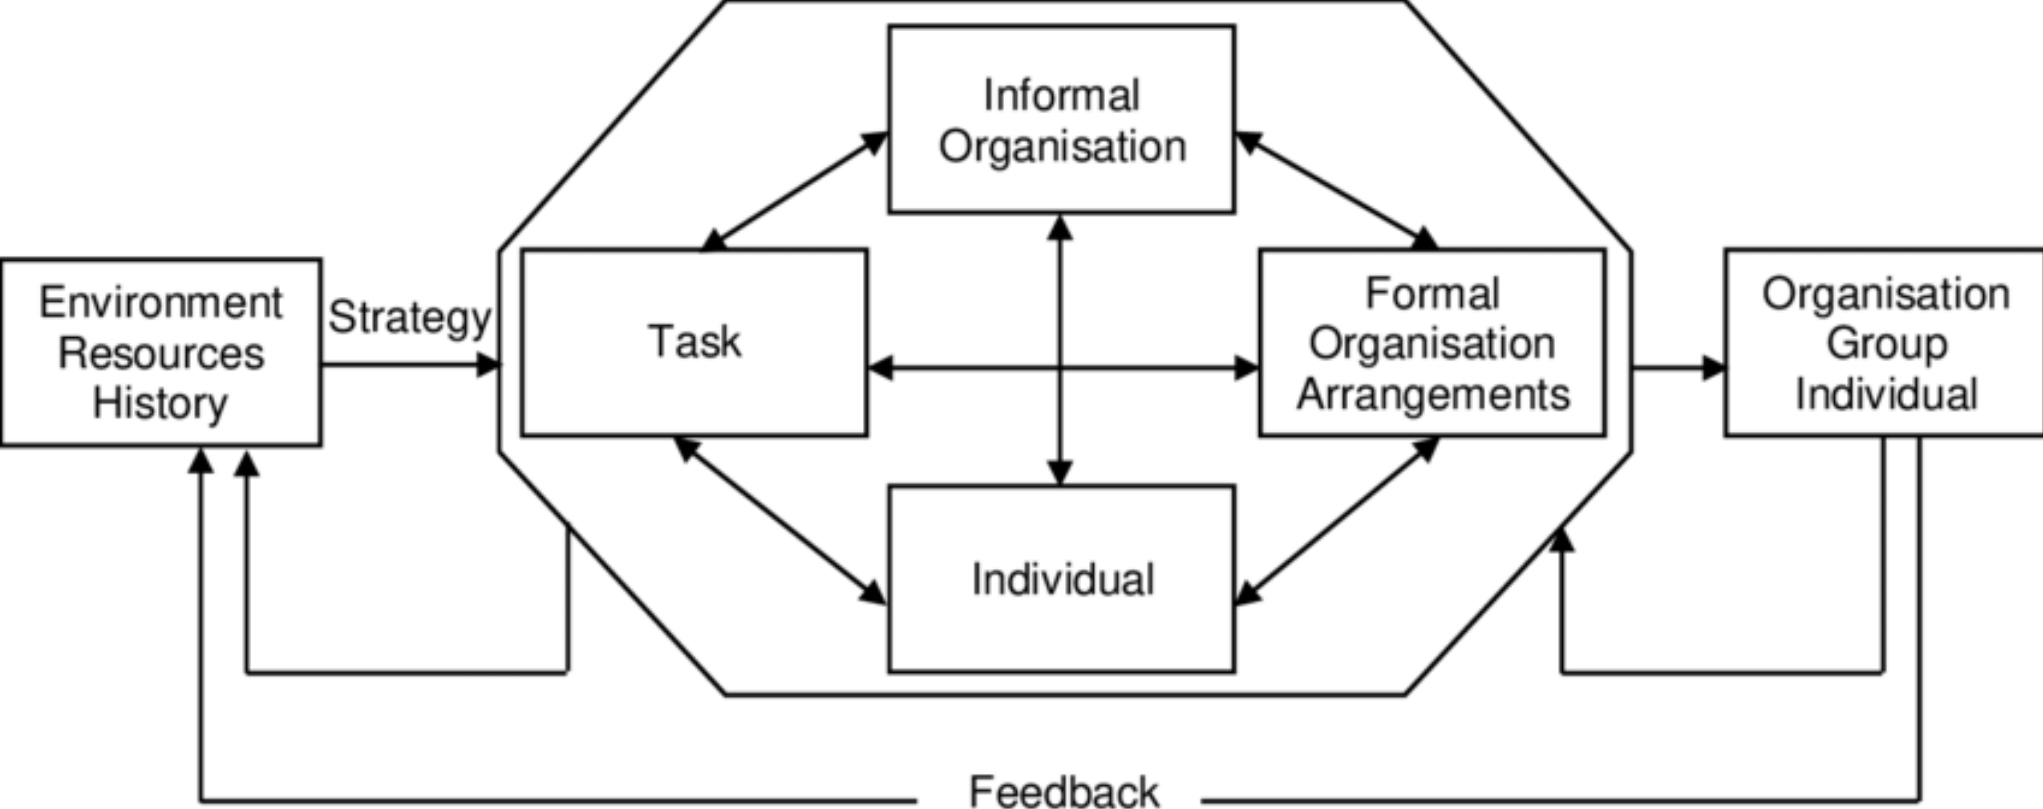 Informal
Organisation
Environment
Resources
History
Strategy
Task
Formal
Organisation
Arrangements
Organisation
Group
Individual
Individual
Feedback